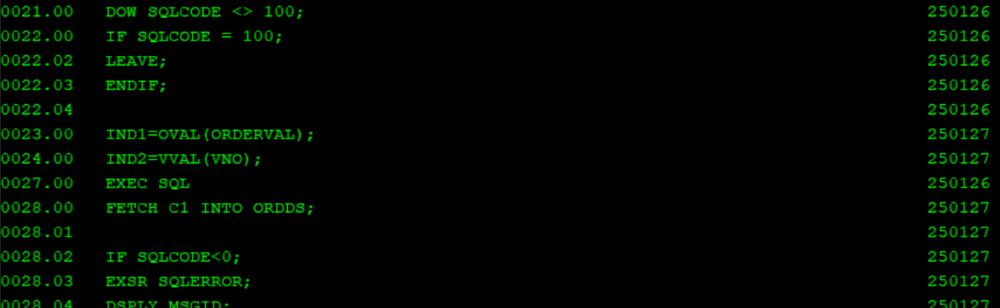 0021.00 DOW SQLCODE <> 100; 250126
0022.00 IF SQLCODE = 100; 250126
0022.02 LEAVE; 250126
0022.03 ENDIF; 250126
0022.04 250126
0023.00 IND1=OVAL(ORDERVAL); 250127
0024.00 IND2=VVAL(VNO); 250127
0027.00 EXEC SQL 250126
0028.00 FETCH C1 INTO ORDDS; 250127
0028.01 250127
0028.02 IF SQLCODE<0; 250127
0028.03 EXSR SQLERROR; 250127
0028.04 DSPLY MSGID; 250127